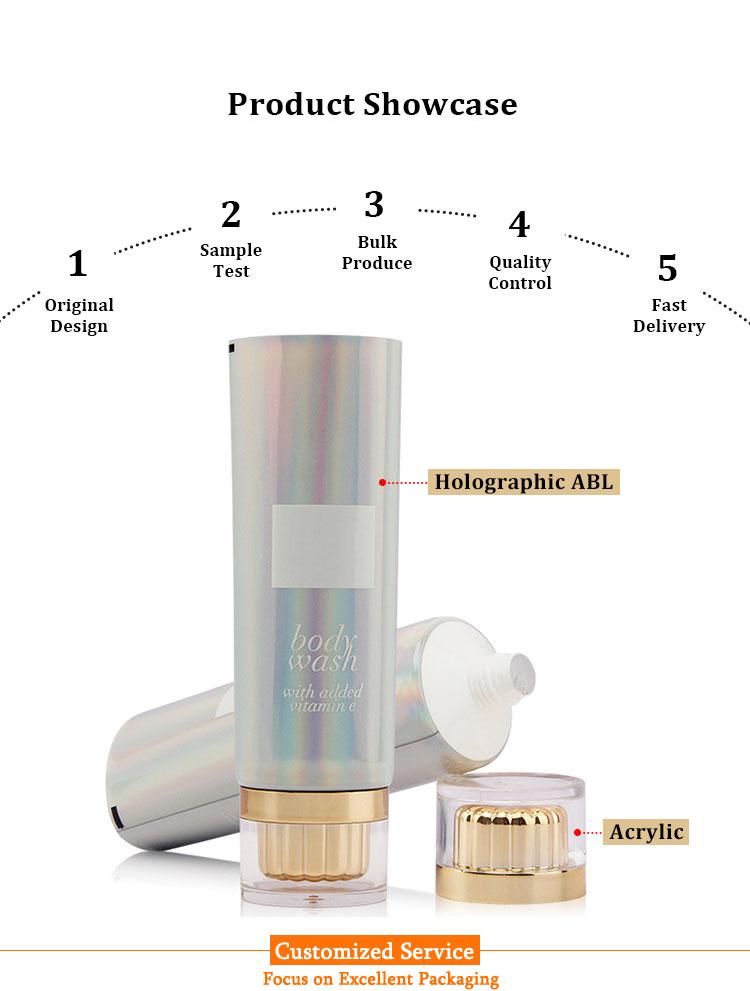 Product Showcase
1
Original
Design
2
Sample
Test
3
Bulk
Produce
4
Quality
Control
5
Fast
Delivery
Holographic ABL
body
wash
with added
vitamin e
Acrylic
Customized Service
Focus on Excellent Packaging